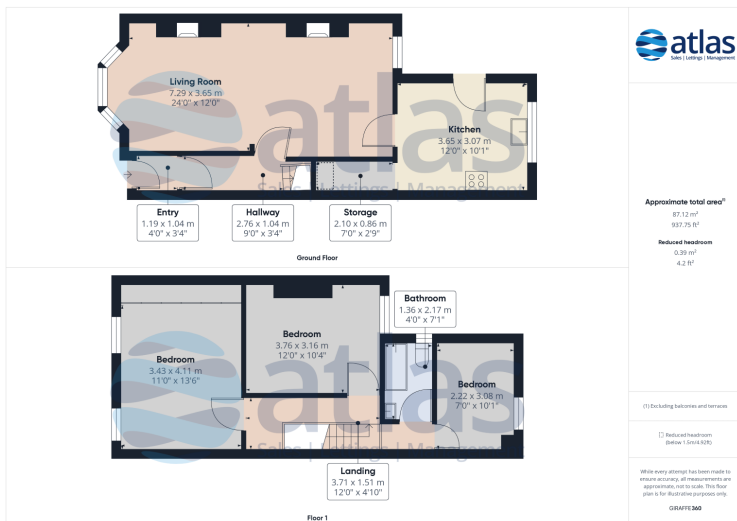 Living Room
7.29 x 3.65 m
24'0" x 12'0"
Kitchen
3.65 x 3.07 m
12'0" x 10'1"
atlas
Sales | Lettings | Management
Entry
1.19 x 1.04 m
4'0" x 3'4"
Hallway
2.76 x 1.04 m
9'0" x 3'4"
Storage
2.10 x 0.86 m
7'0" x 2'9"
Ground Floor
Bedroom
3.43 x 4.11 m
11'0" x 13'6"
Bedroom
3.76 x 3.16 m
12'0" x 10'4"
Bathroom
1.36 x 2.17 m
4'0" x 7'1"
Bedroom
2.22 x 3.08 m
7'0" x 10'1"
atlas
Sales | Lettings | Management
Landing
3.71 x 1.51 m
12'0" x 4'10"
Floor 1
atlas
Sales | Lettings | Management
Approximate total area⁽¹⁾
87.12 m²
937.75 ft²
Reduced headroom
0.39 m²
4.2 ft²
(1) Excluding balconies and terraces
Reduced headroom
(below 1.5m/4.92ft)
While every attempt has been made to
ensure accuracy, all measurements are
approximate, not to scale. This floor
plan is for illustrative purposes only.
GIRAFFE360